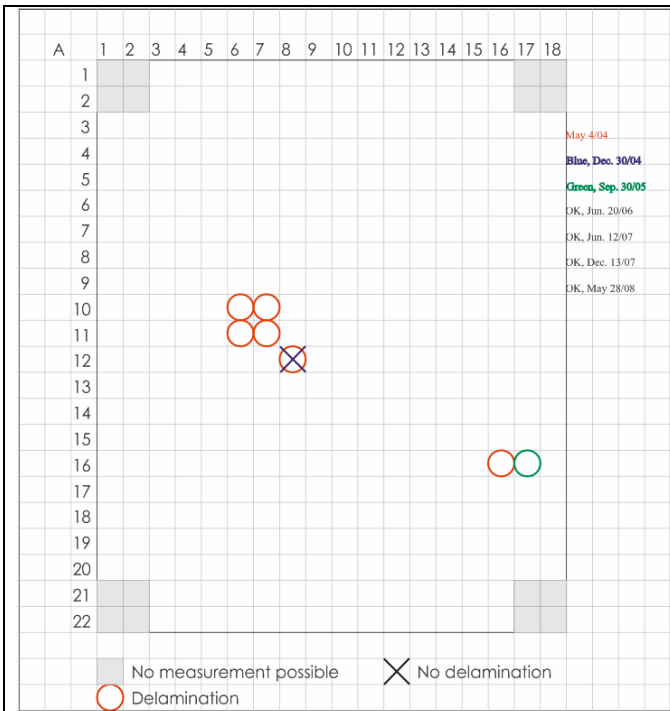 A 1 2 3 4 5 6 7 8 9 10 11 12 13 14 15 16 17 18
1
2
3
May 4/04
4
Blue, Dec. 30/04
5
Green, Sep. 30/05
6
OK, Jun. 20/06
7
OK, Jun. 12/07
8
OK, Dec. 13/07
9
OK, May 28/08
10
11
12
13
14
15
16
17
18
19
20
21
22
No measurement possible No delamination
Delamination